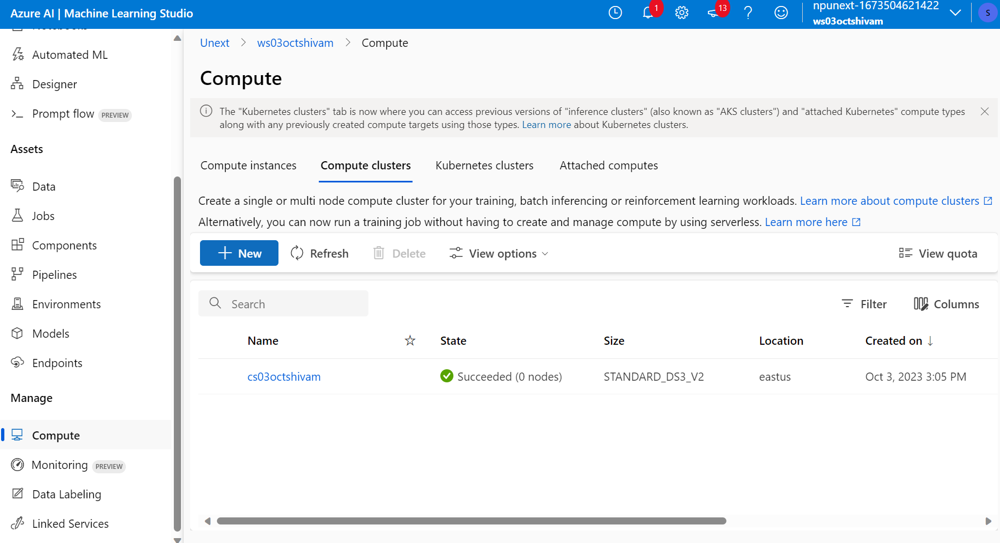 Azure AI | Machine Learning Studio
1
13
?
npunext-1673504621422
ws03octshivam
S
Notebooks
Automated ML
Designer
Prompt flow PREVIEW
Assets
Data
Jobs
Components
Pipelines
Environments
Models
Endpoints
Manage
Compute
Monitoring PREVIEW
Data Labeling
Linked Services
Unext > ws03octshivam > Compute
Compute
The "Kubernetes clusters" tab is now where you can access previous versions of "inference clusters" (also known as "AKS clusters") and "attached Kubernetes" compute types
along with any previously created compute targets using those types. Learn more about Kubernetes clusters.
Compute instances Compute clusters Kubernetes clusters Attached computes
Create a single or multi node compute cluster for your training, batch inferencing or reinforcement learning workloads. Learn more about compute clusters
Alternatively, you can now run a training job without having to create and manage compute by using serverless. Learn more here
New Refresh Delete View options View quota
Search Filter Columns
Name State Size Location Created on ↓
cs03octshivam Succeeded (0 nodes) STANDARD_DS3_V2 eastus Oct 3, 2023 3:05 PM